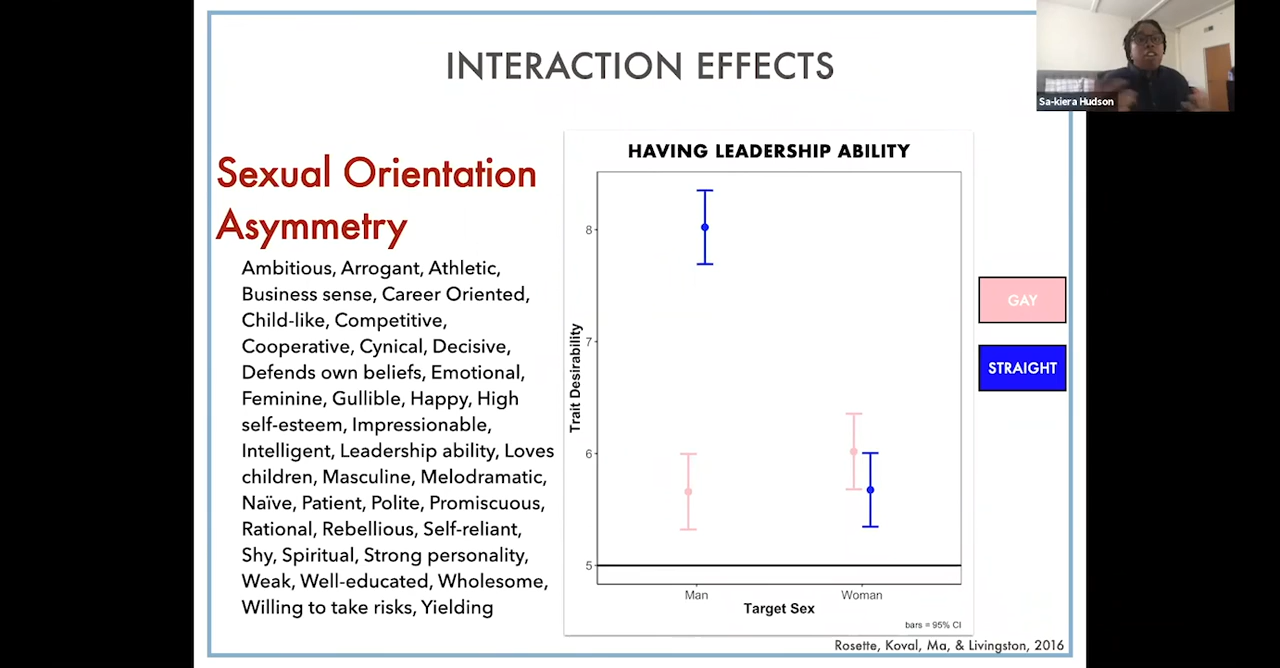 INTERACTION EFFECTS
Sa-kiera Hudson
Sexual Orientation
Asymmetry
Ambitious, Arrogant, Athletic,
Business sense, Career Oriented,
Child-like, Competitive,
Cooperative, Cynical, Decisive,
Defends own beliefs, Emotional,
Feminine, Gullible, Happy, High
self-esteem, Impressionable,
Intelligent, Leadership ability, Loves
children, Masculine, Melodramatic,
Naïve, Patient, Polite, Promiscuous,
Rational, Rebellious, Self-reliant,
Shy, Spiritual, Strong personality,
Weak, Well-educated, Wholesome,
Willing to take risks, Yielding
HAVING LEADERSHIP ABILITY
Trait Desirability
8
7
6
5
Man
Woman
Target Sex
bars = 95% CI
GAY
STRAIGHT
Rosette, Koval, Ma, & Livingston, 2016